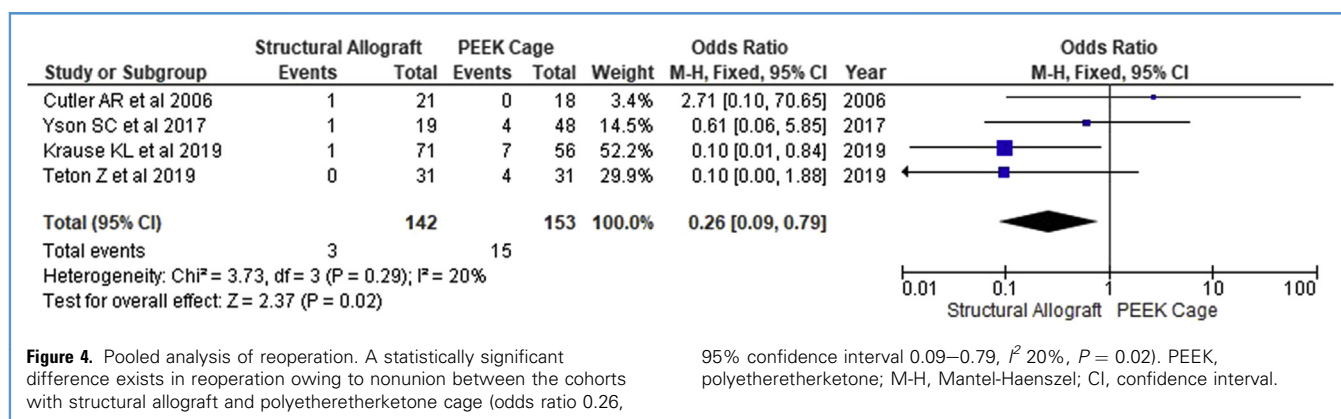 Structural Allograft PEEK Cage Odds Ratio Odds Ratio
Study or Subgroup Events Total Events Total Weight M-H, Fixed, 95% CI Year M-H, Fixed, 95% CI
Cutler AR et al 2006 1 21 0 18 3.4% 2.71 [0.10, 70.65] 2006
Yson SC et al 2017 1 19 4 48 14.5% 0.61 [0.06, 5.85] 2017
Krause KL et al 2019 1 71 7 56 52.2% 0.10 [0.01, 0.84] 2019
Teton Z et al 2019 0 31 4 31 29.9% 0.10 [0.00, 1.88] 2019
Total (95% CI) 142 153 100.0% 0.26 [0.09, 0.79]
Total events 3 15
Heterogeneity: Chi² = 3.73, df = 3 (P = 0.29); I² = 20%
Test for overall effect: Z = 2.37 (P = 0.02)
0.01 0.1 1 10 100
Structural Allograft PEEK Cage
Figure 4. Pooled analysis of reoperation. A statistically significant
difference exists in reoperation owing to nonunion between the cohorts
with structural allograft and polyetheretherketone cage (odds ratio 0.26,
95% confidence interval 0.09–0.79, I² 20%, P = 0.02). PEEK,
polyetheretherketone; M-H, Mantel-Haenszel; CI, confidence interval.